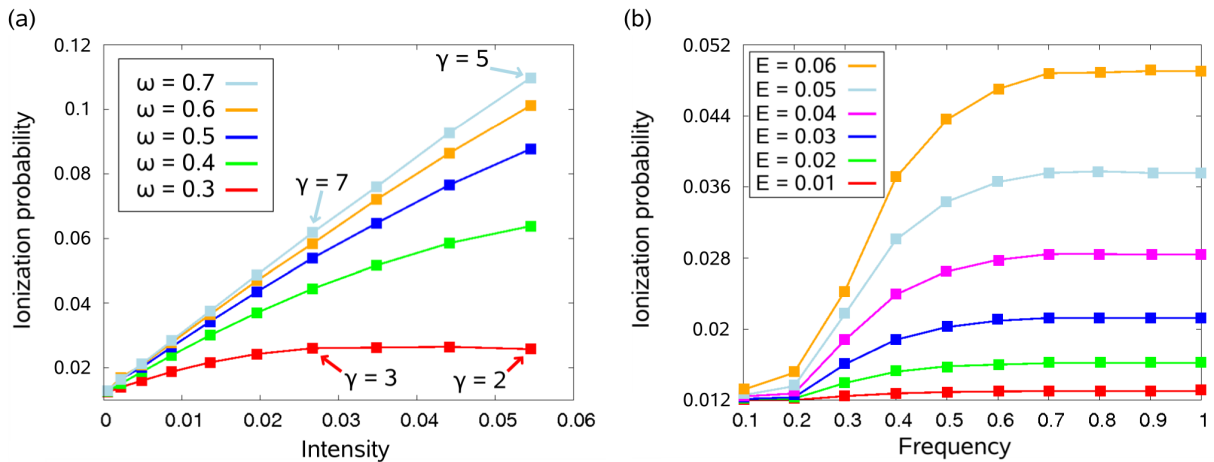 (a)
0.12
0.1
0.08
0.06
0.04
0.02
Ionization probability
ω = 0.7
ω = 0.6
ω = 0.5
ω = 0.4
ω = 0.3
γ = 5
γ = 7
γ = 3
γ = 2
0
0.01
0.02
0.03
0.04
0.05
0.06
Intensity
(b)
0.052
0.044
0.036
0.028
0.02
0.012
Ionization probability
E = 0.06
E = 0.05
E = 0.04
E = 0.03
E = 0.02
E = 0.01
0.1
0.2
0.3
0.4
0.5
0.6
0.7
0.8
0.9
1
Frequency